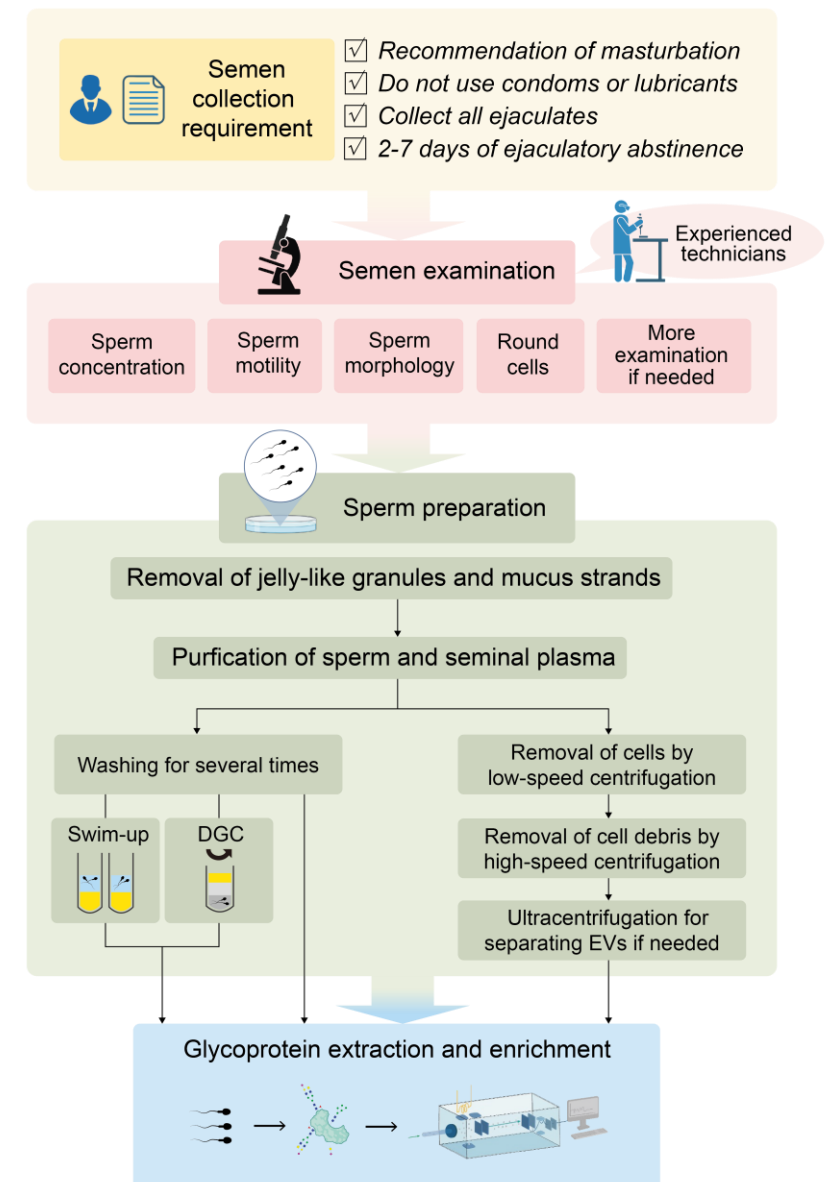 Semen
collection
requirement
☑ Recommendation of masturbation
☑ Do not use condoms or lubricants
☑ Collect all ejaculates
☑ 2-7 days of ejaculatory abstinence
Semen examination
Experienced
technicians
Sperm
concentration
Sperm
motility
Sperm
morphology
Round
cells
More
examination
if needed
Sperm preparation
Removal of jelly-like granules and mucus strands
Purfication of sperm and seminal plasma
Washing for several times
Swim-up
DGC
Removal of cells by
low-speed centrifugation
Removal of cell debris by
high-speed centrifugation
Ultracentrifugation for
separating EVs if needed
Glycoprotein extraction and enrichment